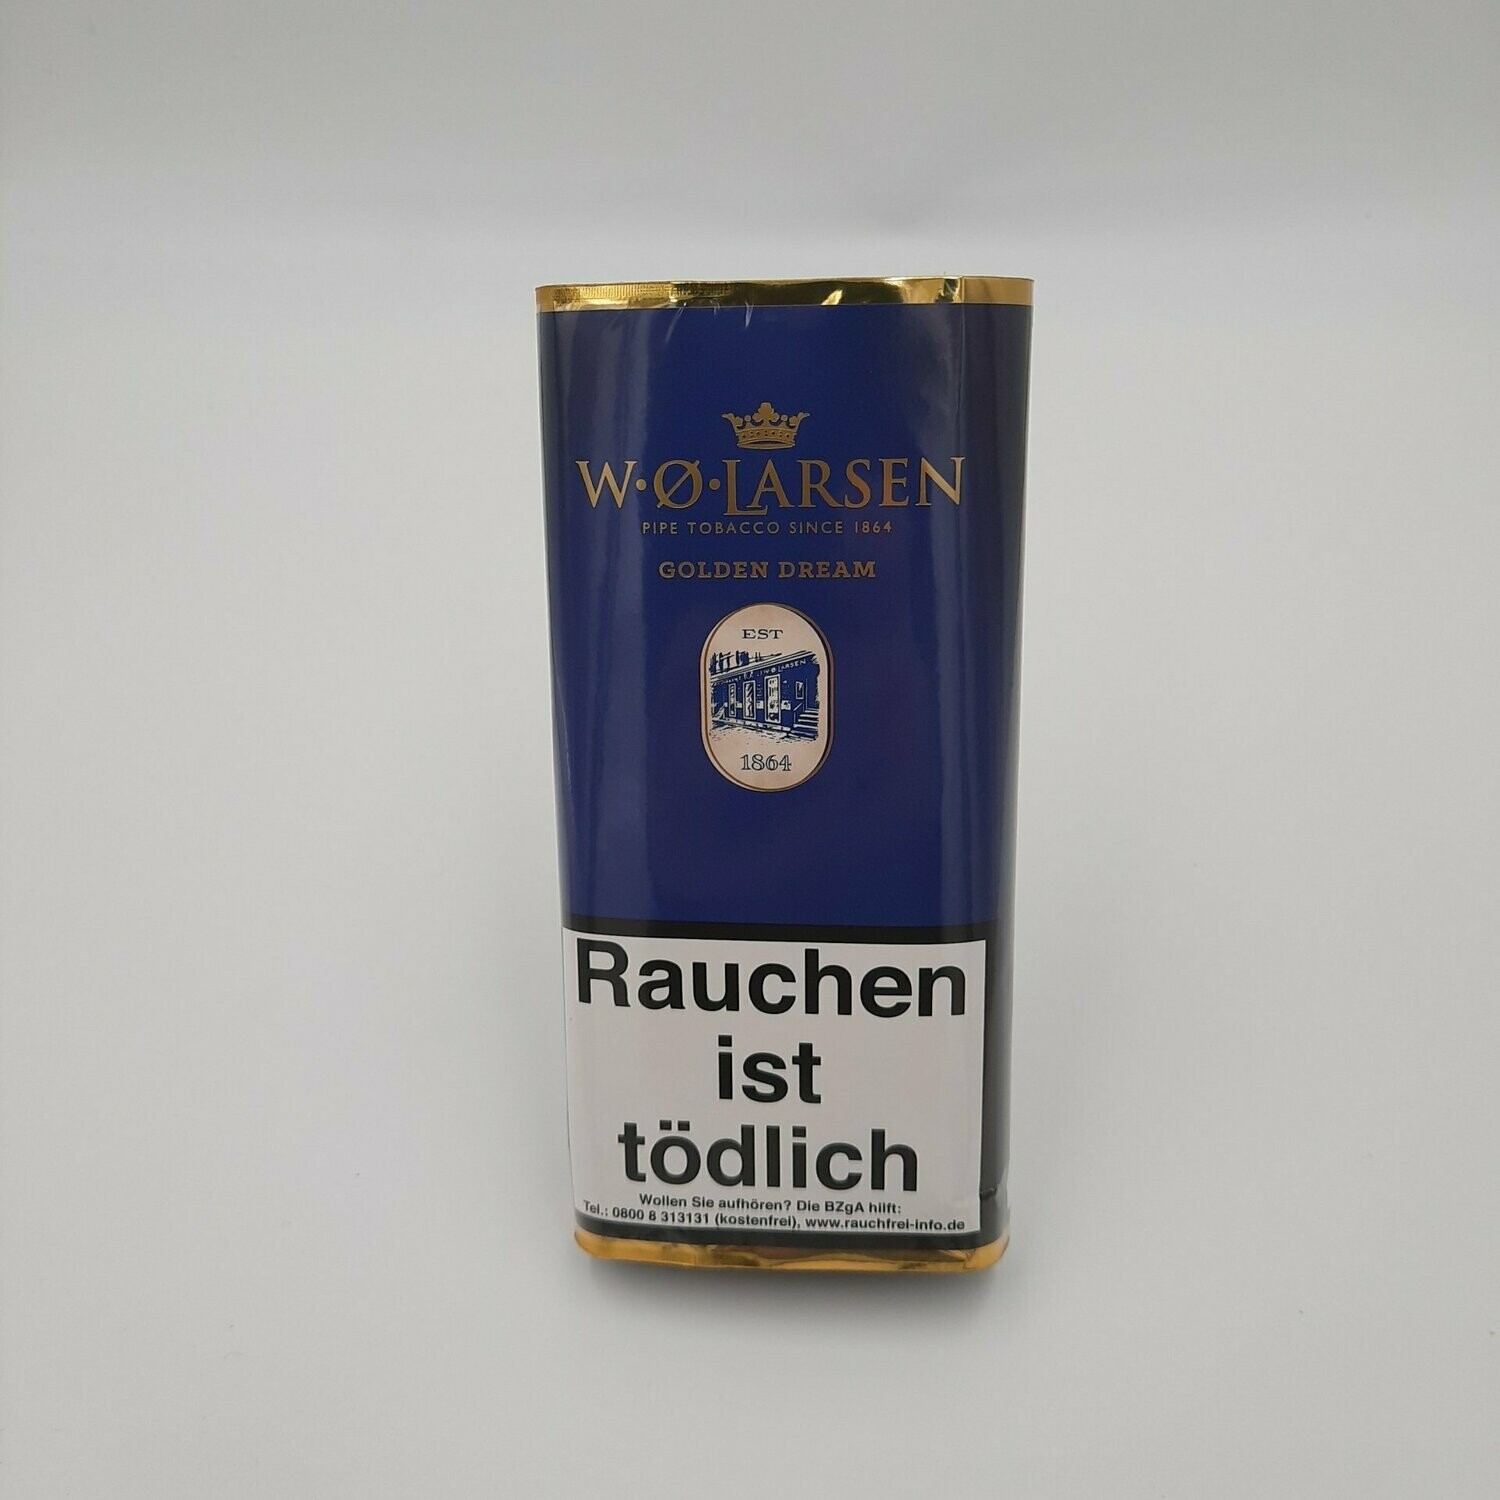 W·Ø·LARSEN
PIPE TOBACCO SINCE 1864
GOLDEN DREAM
EST
W Ø LARSEN
1864
Rauchen
ist
tödlich
Wollen Sie aufhören? Die BZgA hilft:
Tel.: 0800 8 313131 (kostenfrei), www.rauchfrei-info.de